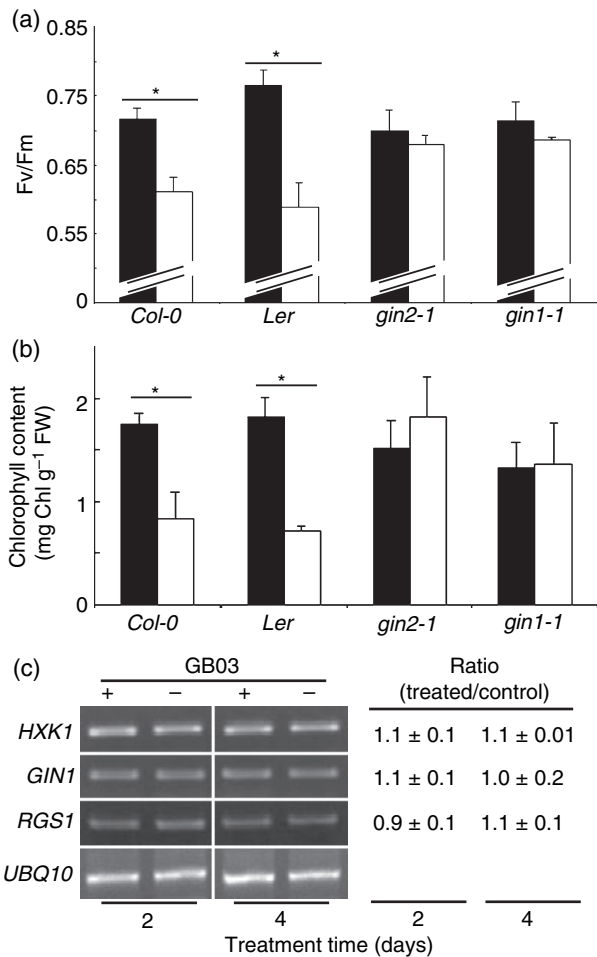 (a)
0.85
0.75
0.65
0.55
0
Fv/Fm
*
*
Col-0
Ler
gin2-1
gin1-1
(b)
2
1
0
Chlorophyll content
(mg Chl g⁻¹ FW)
*
*
Col-0
Ler
gin2-1
gin1-1
(c)
GB03
Ratio
(treated/control)
+ − + −
HXK1 1.1 ± 0.1 1.1 ± 0.01
GIN1 1.1 ± 0.1 1.0 ± 0.2
RGS1 0.9 ± 0.1 1.1 ± 0.1
UBQ10
2 4 2 4
Treatment time (days)